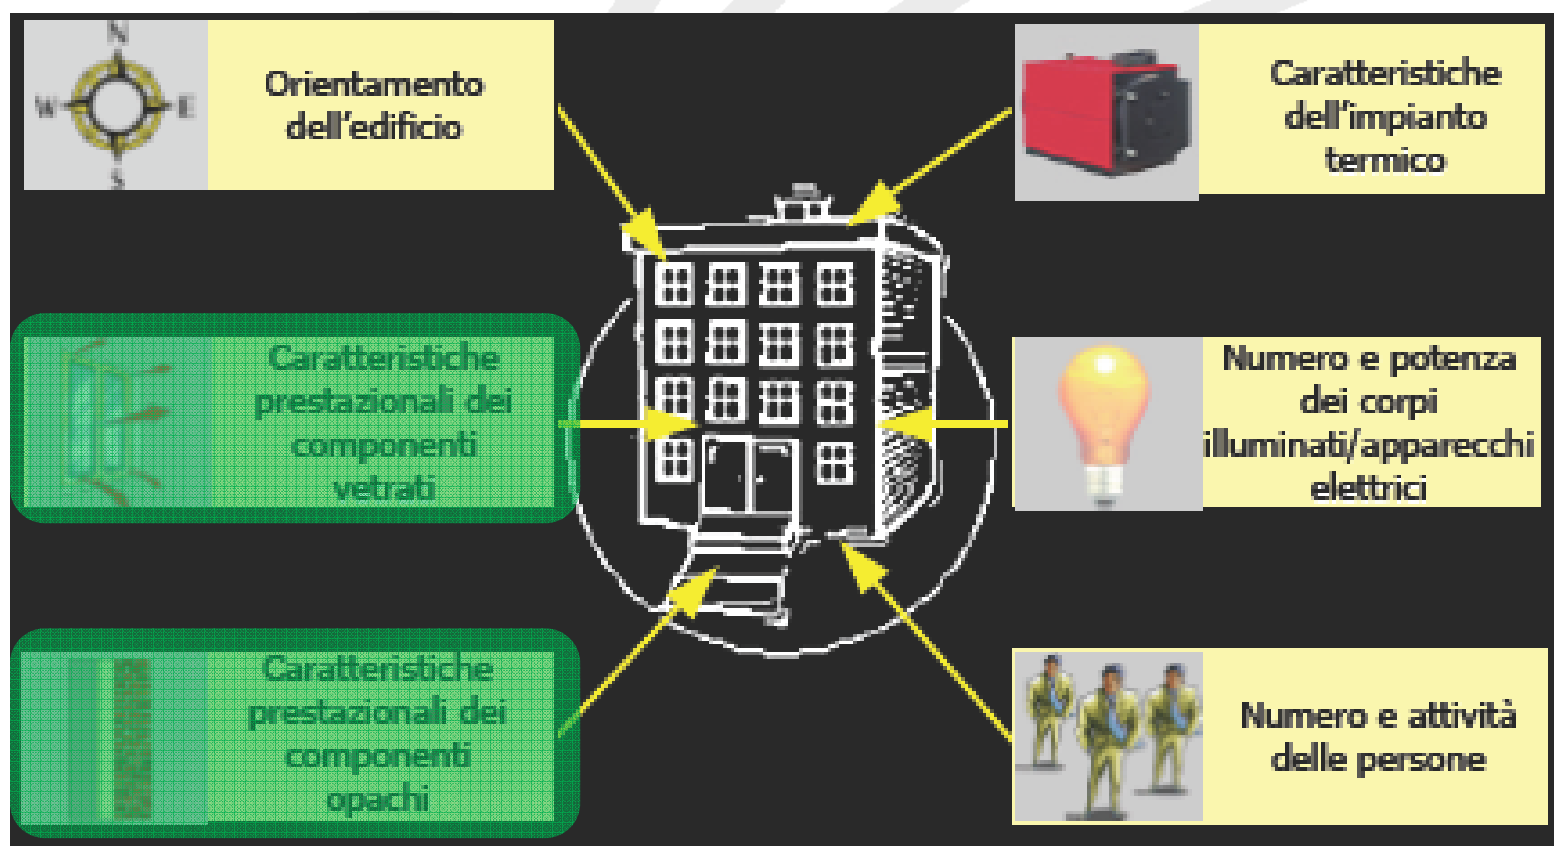 N
W E
S
Orientamento
dell'edificio
Caratteristiche
dell'impianto
termico
Caratteristiche
prestazionali dei
componenti
vetrati
Numero e potenza
dei corpi
illuminati/apparecchi
elettrici
Caratteristiche
prestazionali dei
componenti
opachi
Numero e attività
delle persone